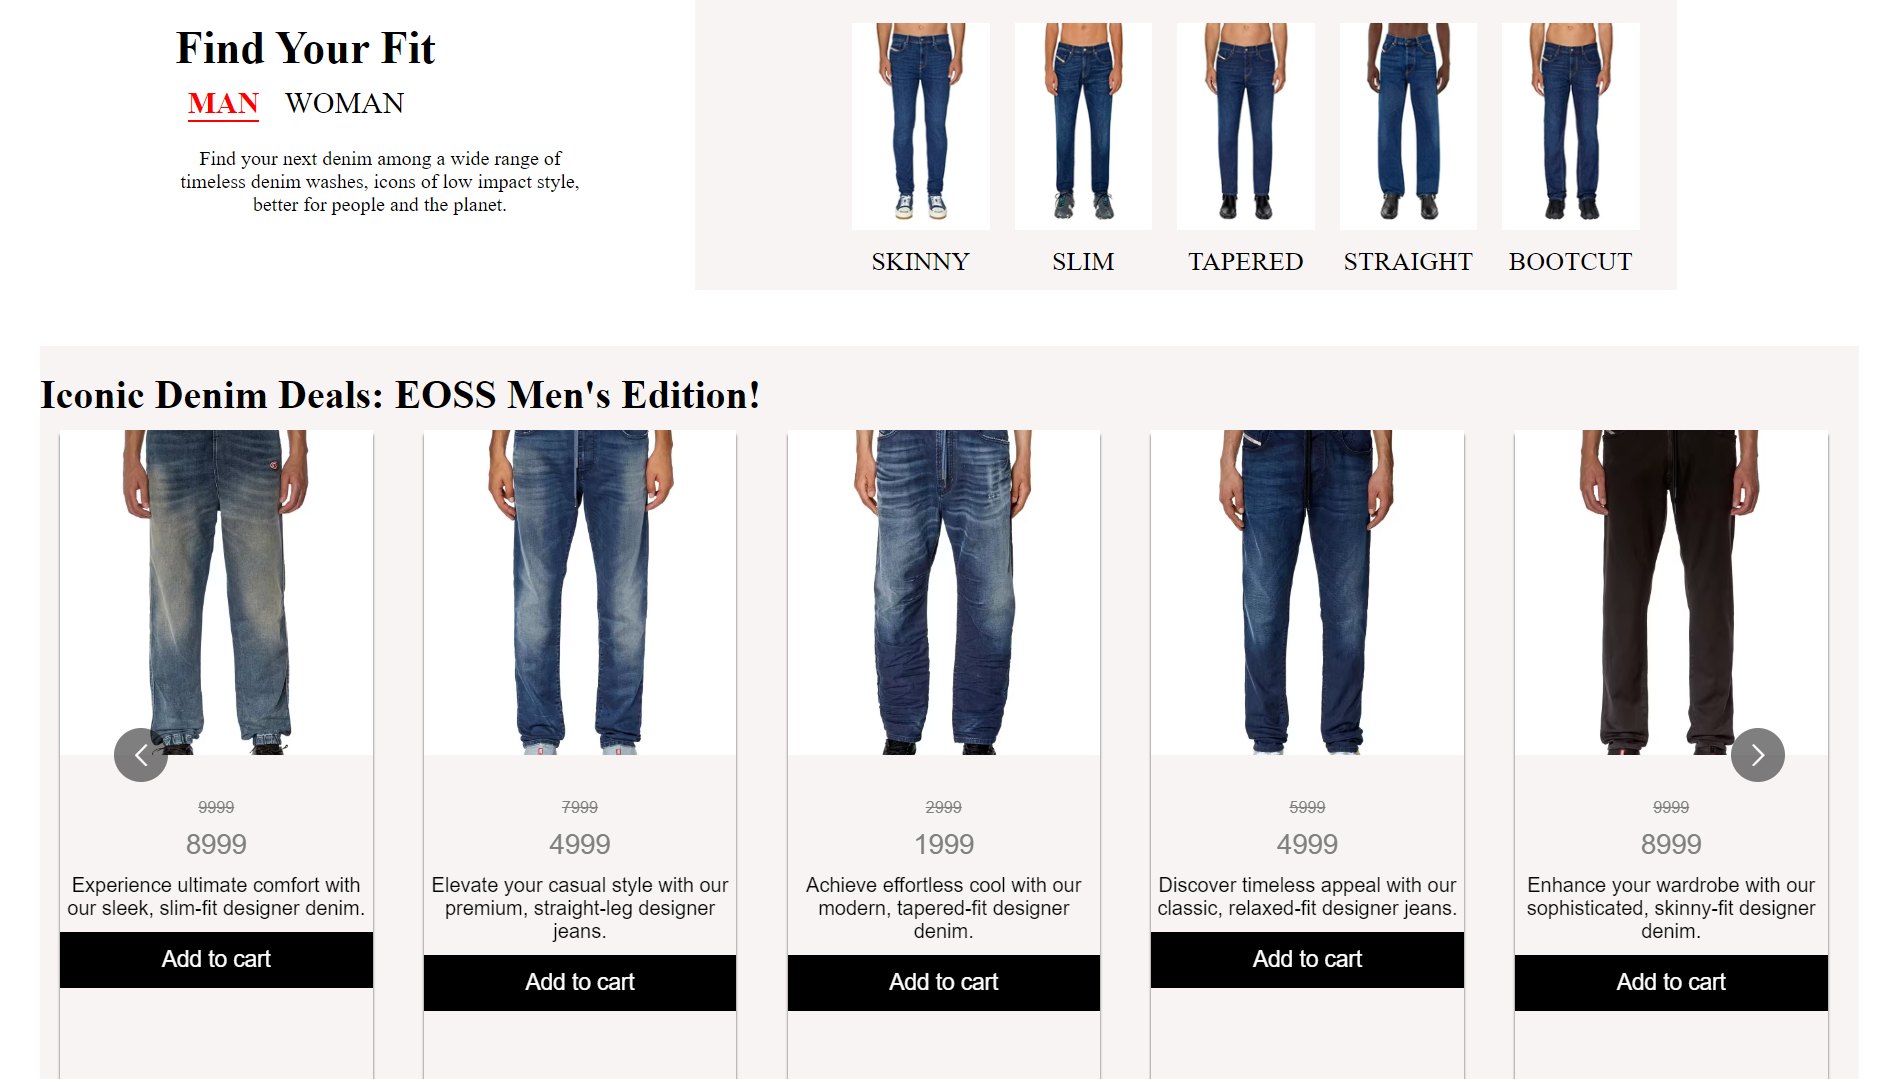 Find Your Fit
MAN WOMAN
Find your next denim among a wide range of
timeless denim washes, icons of low impact style,
better for people and the planet.
SKINNY SLIM TAPERED STRAIGHT BOOTCUT
Iconic Denim Deals: EOSS Men's Edition!
9999
8999
Experience ultimate comfort with
our sleek, slim-fit designer denim.
Add to cart
7999
4999
Elevate your casual style with our
premium, straight-leg designer
jeans.
Add to cart
2999
1999
Achieve effortless cool with our
modern, tapered-fit designer
denim.
Add to cart
5999
4999
Discover timeless appeal with our
classic, relaxed-fit designer jeans.
Add to cart
9999
8999
Enhance your wardrobe with our
sophisticated, skinny-fit designer
denim.
Add to cart